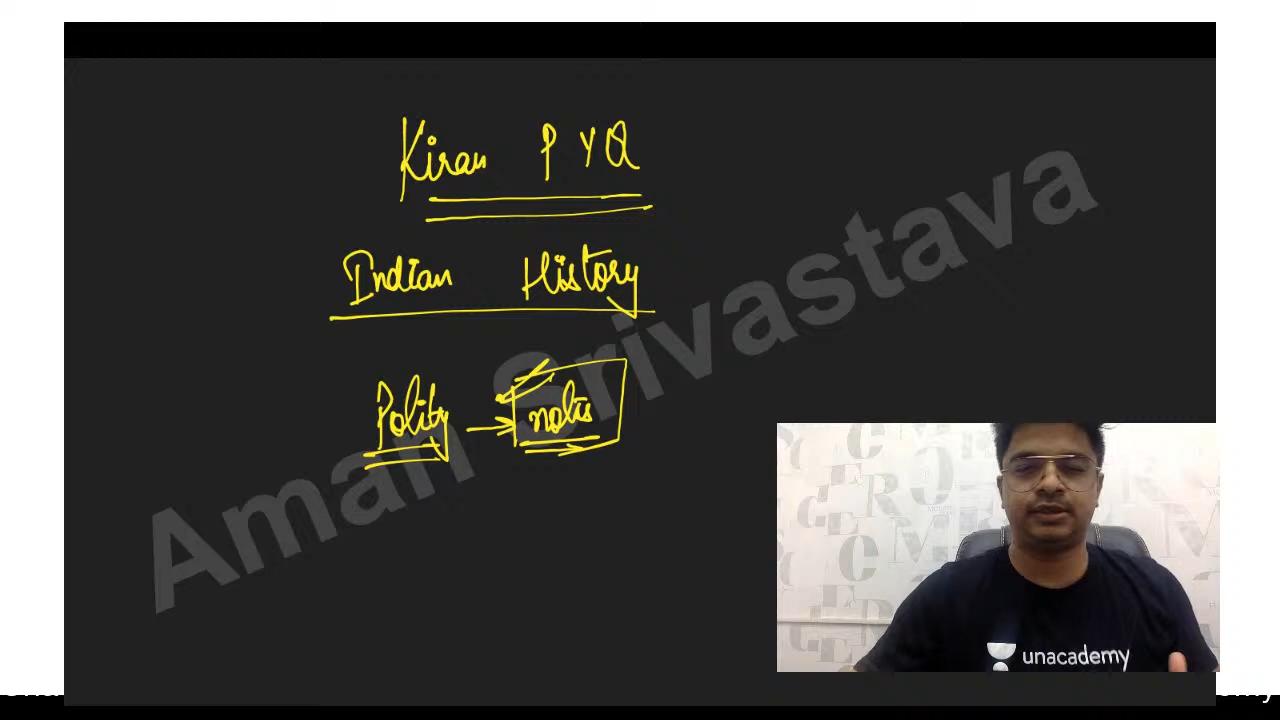 Kiran PYQ
Indian History
Polity → notes
Aman Srivastava
unacademy